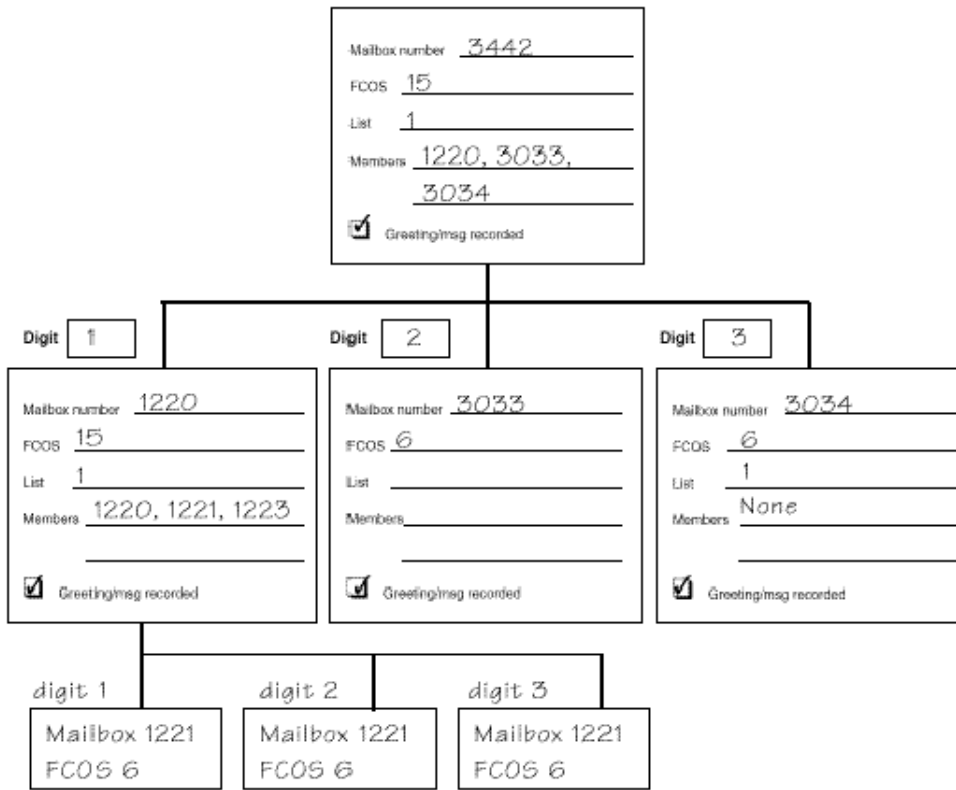 Mailbox number 3442
FCOS 15
List 1
Members 1220, 3033,
3034
Greeting/msg recorded
Digit 1
Digit 2
Digit 3
Mailbox number 1220
FCOS 15
List 1
Members 1220, 1221, 1223
Greeting/msg recorded
Mailbox number 3033
FCOS 6
List
Members
Greeting/msg recorded
Mailbox number 3034
FCOS 6
List 1
Members None
Greeting/msg recorded
digit 1
Mailbox 1221
FCOS 6
digit 2
Mailbox 1221
FCOS 6
digit 3
Mailbox 1221
FCOS 6